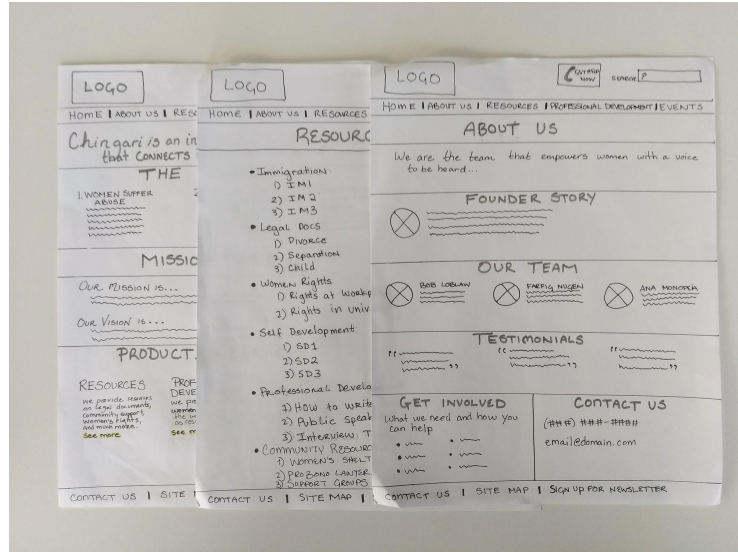 LOGO
HOME | ABOUT US | RES
Chingari is an in
that CONNECTS
THE
1. WOMEN SUFFER
ABUSE
MISSIO
OUR MISSION IS...
OUR VISION IS...
PRODUCT
RESOURCES
we provide resources
on legal documents,
community support
women's rights,
and much more.
See more
PROF
DEVE
we pro
women
LOGO
HOME | ABOUT US | RESOURCES
RESOURC
• Immigration:
1) IM1
2) IM2
3) IM3
• Legal Docs
1) Divorce
2) Separation
3) Child
• Women Rights
1) Rights at Workp
2) Rights in Univ
• Self Development
1) SD1
2) SD2
3) SD3
• Professional Develo
1) How to write
2) Public Speak
3) Interview: T
• COMMUNITY RESOURC
1) WOMEN'S SHELT
2) PROBONO LAWYER
3) SUPPORT GROUPS
CONTACT US | SITE M
CONTACT US | SITE MAP |
LOGO
NOW
SEARCH
HOME | ABOUT US | RESOURCES | PROFESSIONAL DEVELOPMENT | EVENTS
ABOUT US
We are the team that empowers women with a voice
to be heard...
FOUNDER STORY
OUR TEAM
BOB LOBLAW
FARFIG NUGEN
ANA MONOPEIA
TESTIMONIALS
GET INVOLVED
What we need and how you
can help
CONTACT US
(###) ###-####
email@domain.com
CONTACT US | SITE MAP | SIGN UP FOR NEWSLETTER